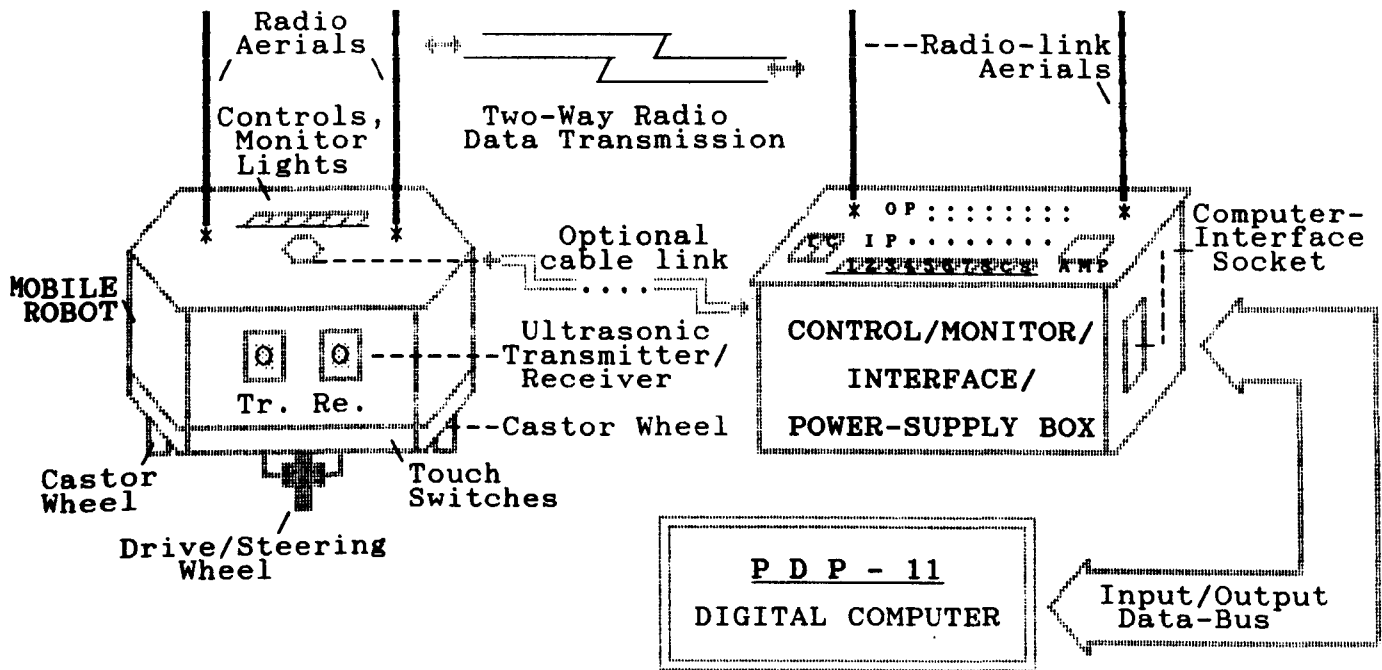 Radio
Aerials
Controls,
Monitor
Lights
Two-Way Radio
Data Transmission
---Radio-link
Aerials
MOBILE
ROBOT
Optional
cable link
OP::::::::
IP........
12345678
AMP
Computer-
Interface
Socket
Ultrasonic
Transmitter/
Receiver
Tr. Re.
Castor Wheel
Castor
Wheel
Touch
Switches
Drive/Steering
Wheel
CONTROL/MONITOR/
INTERFACE/
POWER-SUPPLY BOX
PDP-11
DIGITAL COMPUTER
Input/Output
Data-Bus